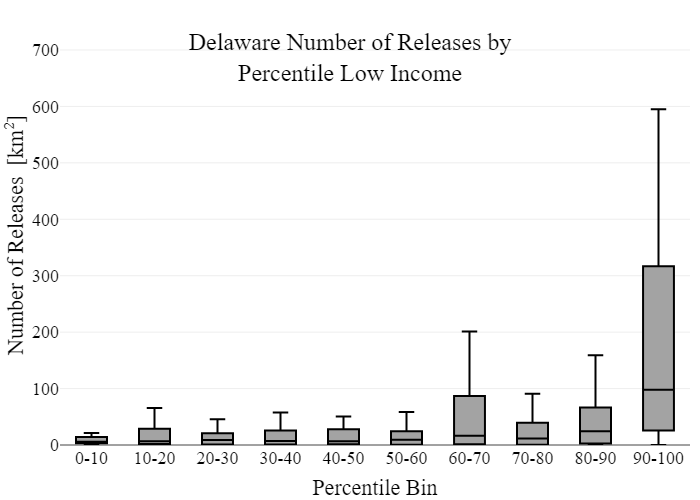 Delaware Number of Releases by
Percentile Low Income
Number of Releases [km²]
700
600
500
400
300
200
100
0
0-10 10-20 20-30 30-40 40-50 50-60 60-70 70-80 80-90 90-100
Percentile Bin